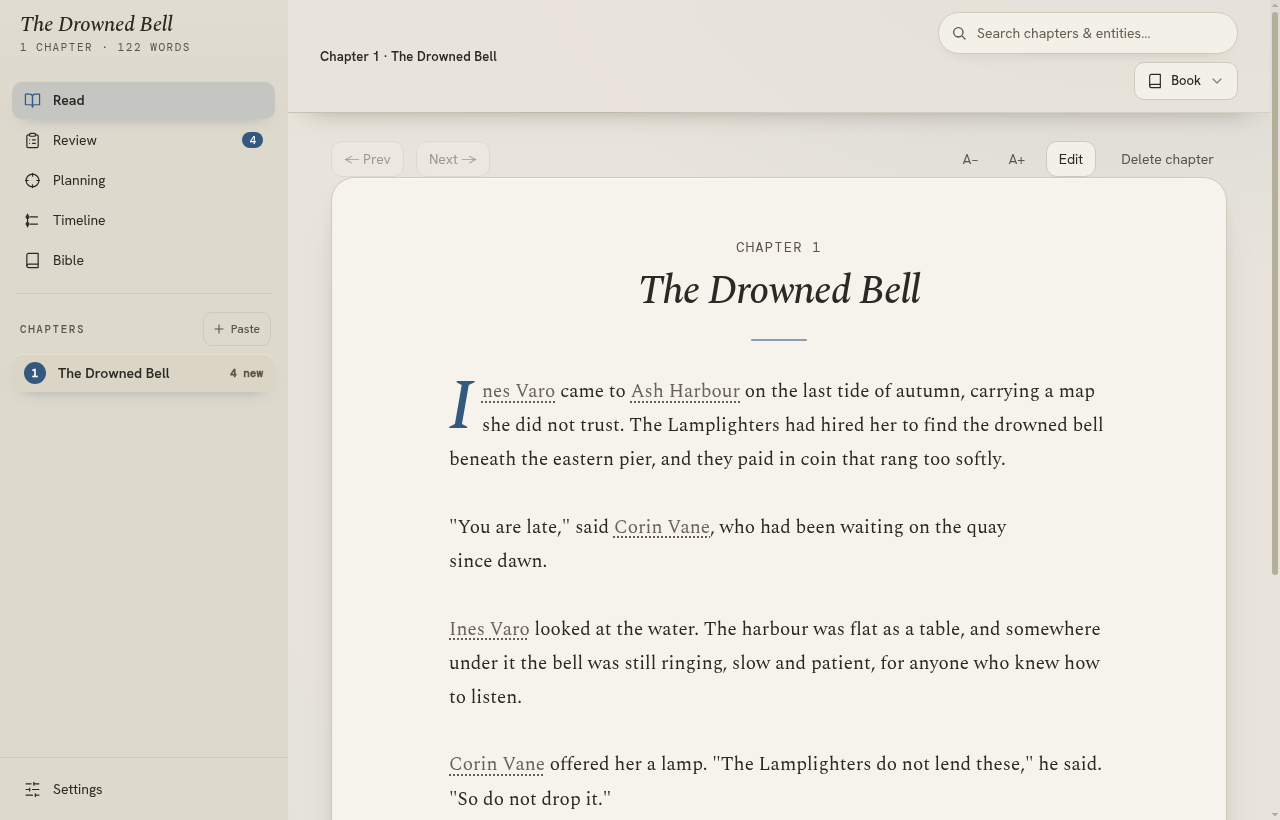 The Drowned Bell
1 CHAPTER · 122 WORDS
Read
Review
4
Planning
Timeline
Bible
CHAPTERS
Paste
1
The Drowned Bell
4 new
Settings
Chapter 1 · The Drowned Bell
Search chapters & entities…
Book
← Prev
Next →
A−
A+
Edit
Delete chapter
CHAPTER 1
The Drowned Bell
Ines Varo came to Ash Harbour on the last tide of autumn, carrying a map
she did not trust. The Lamplighters had hired her to find the drowned bell
beneath the eastern pier, and they paid in coin that rang too softly.
"You are late," said Corin Vane, who had been waiting on the quay
since dawn.
Ines Varo looked at the water. The harbour was flat as a table, and somewhere
under it the bell was still ringing, slow and patient, for anyone who knew how
to listen.
Corin Vane offered her a lamp. "The Lamplighters do not lend these," he said.
"So do not drop it."